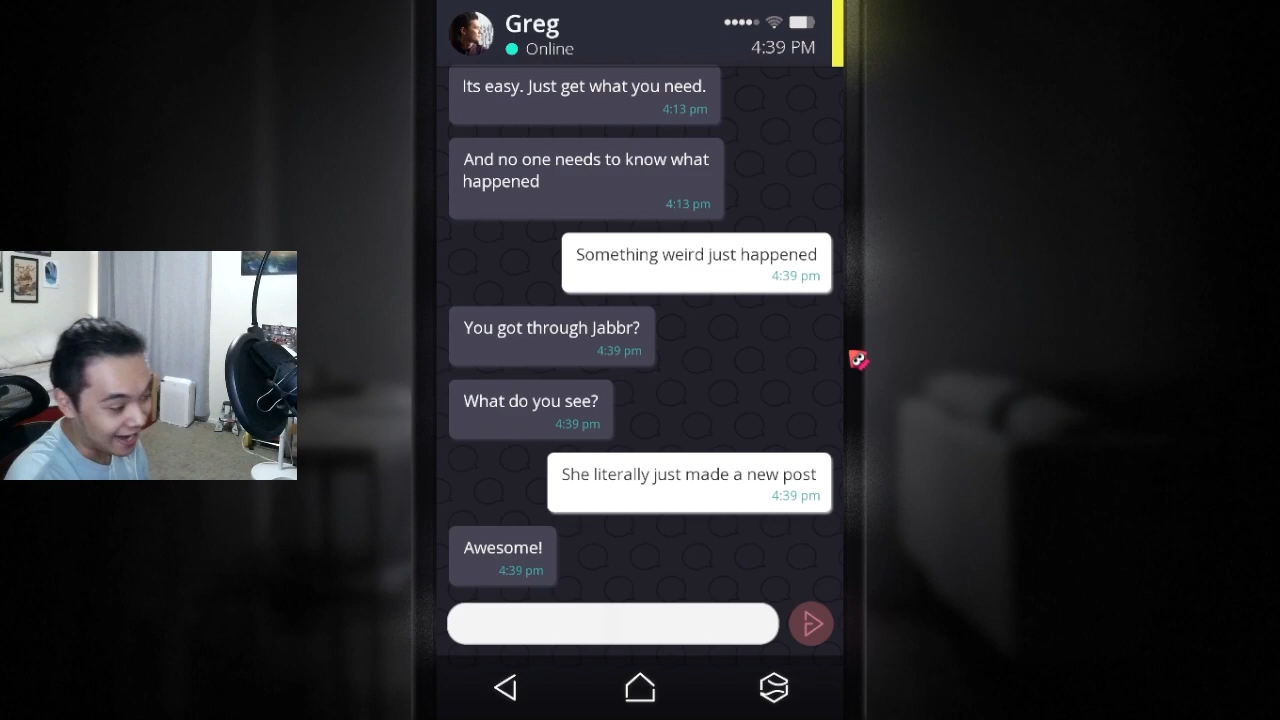 Greg
Online
4:39 PM
Its easy. Just get what you need.
4:13 pm
And no one needs to know what
happened
4:13 pm
Something weird just happened
4:39 pm
You got through Jabbr?
4:39 pm
What do you see?
4:39 pm
She literally just made a new post
4:39 pm
Awesome!
4:39 pm